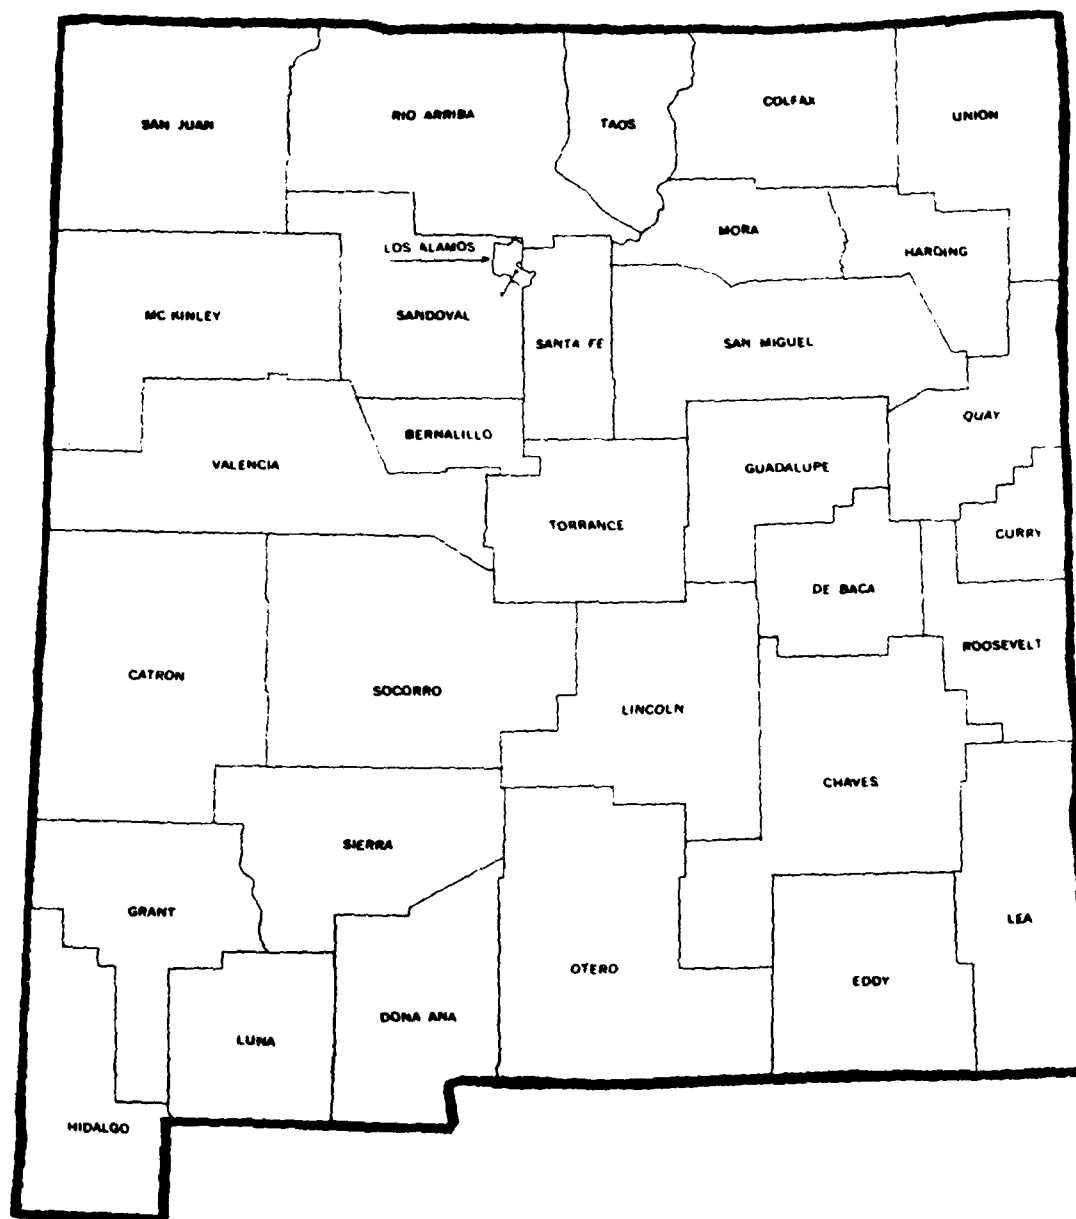 SAN JUAN
RIO ARRIBA
TAOS
COLFAX
UNION
MORA
LOS ALAMOS
HARDING
MC KINLEY
SANDOVAL
SANTA FE
SAN MIGUEL
QUAY
BERNALILLO
VALENCIA
GUADALUPE
TORRANCE
CURRY
DE BACA
ROOSEVELT
CATRON
SOCORRO
LINCOLN
CHAVES
SIERRA
GRANT
LEA
OTERO
EDDY
DONA ANA
LUNA
HIDALGO